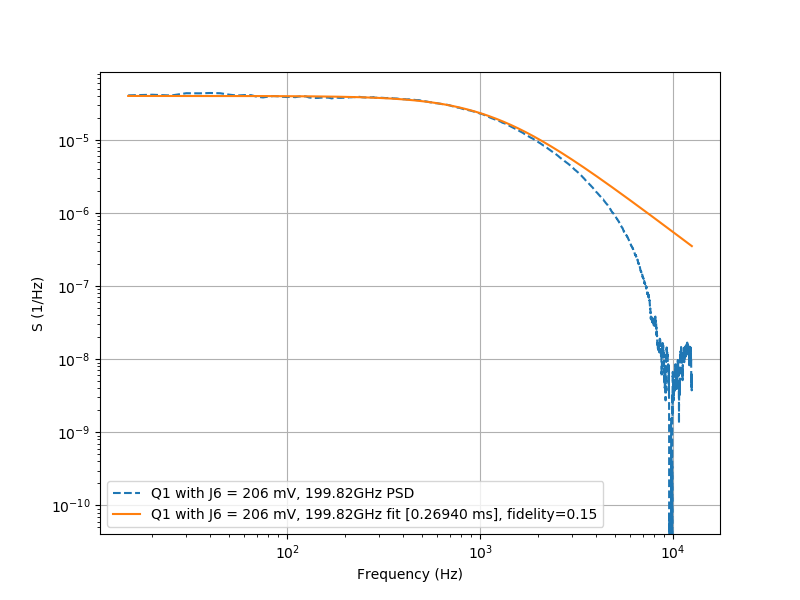 S (1/Hz)
10⁻⁵
10⁻⁶
10⁻⁷
10⁻⁸
10⁻⁹
10⁻¹⁰
Q1 with J6 = 206 mV, 199.82GHz PSD
Q1 with J6 = 206 mV, 199.82GHz fit [0.26940 ms], fidelity=0.15
10² 10³ 10⁴
Frequency (Hz)